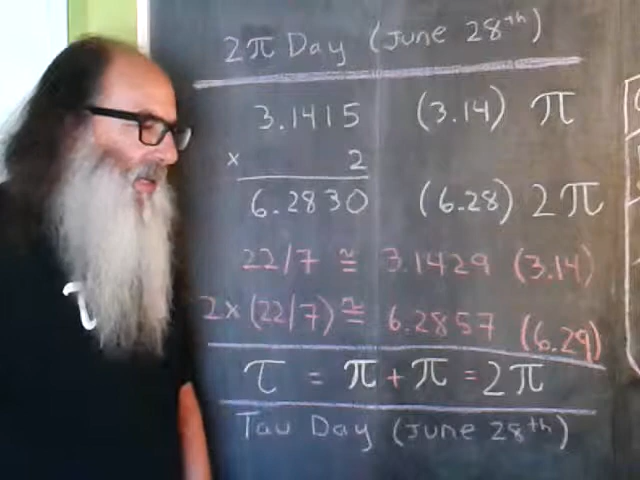 2π Day (June 28th)
3.1415 (3.14) π
x 2
6.2830 (6.28) 2π
22/7 ≅ 3.1429 (3.14)
2x(22/7) ≅ 6.2857 (6.29)
τ = π + π = 2π
Tau Day (June 28th)
τ